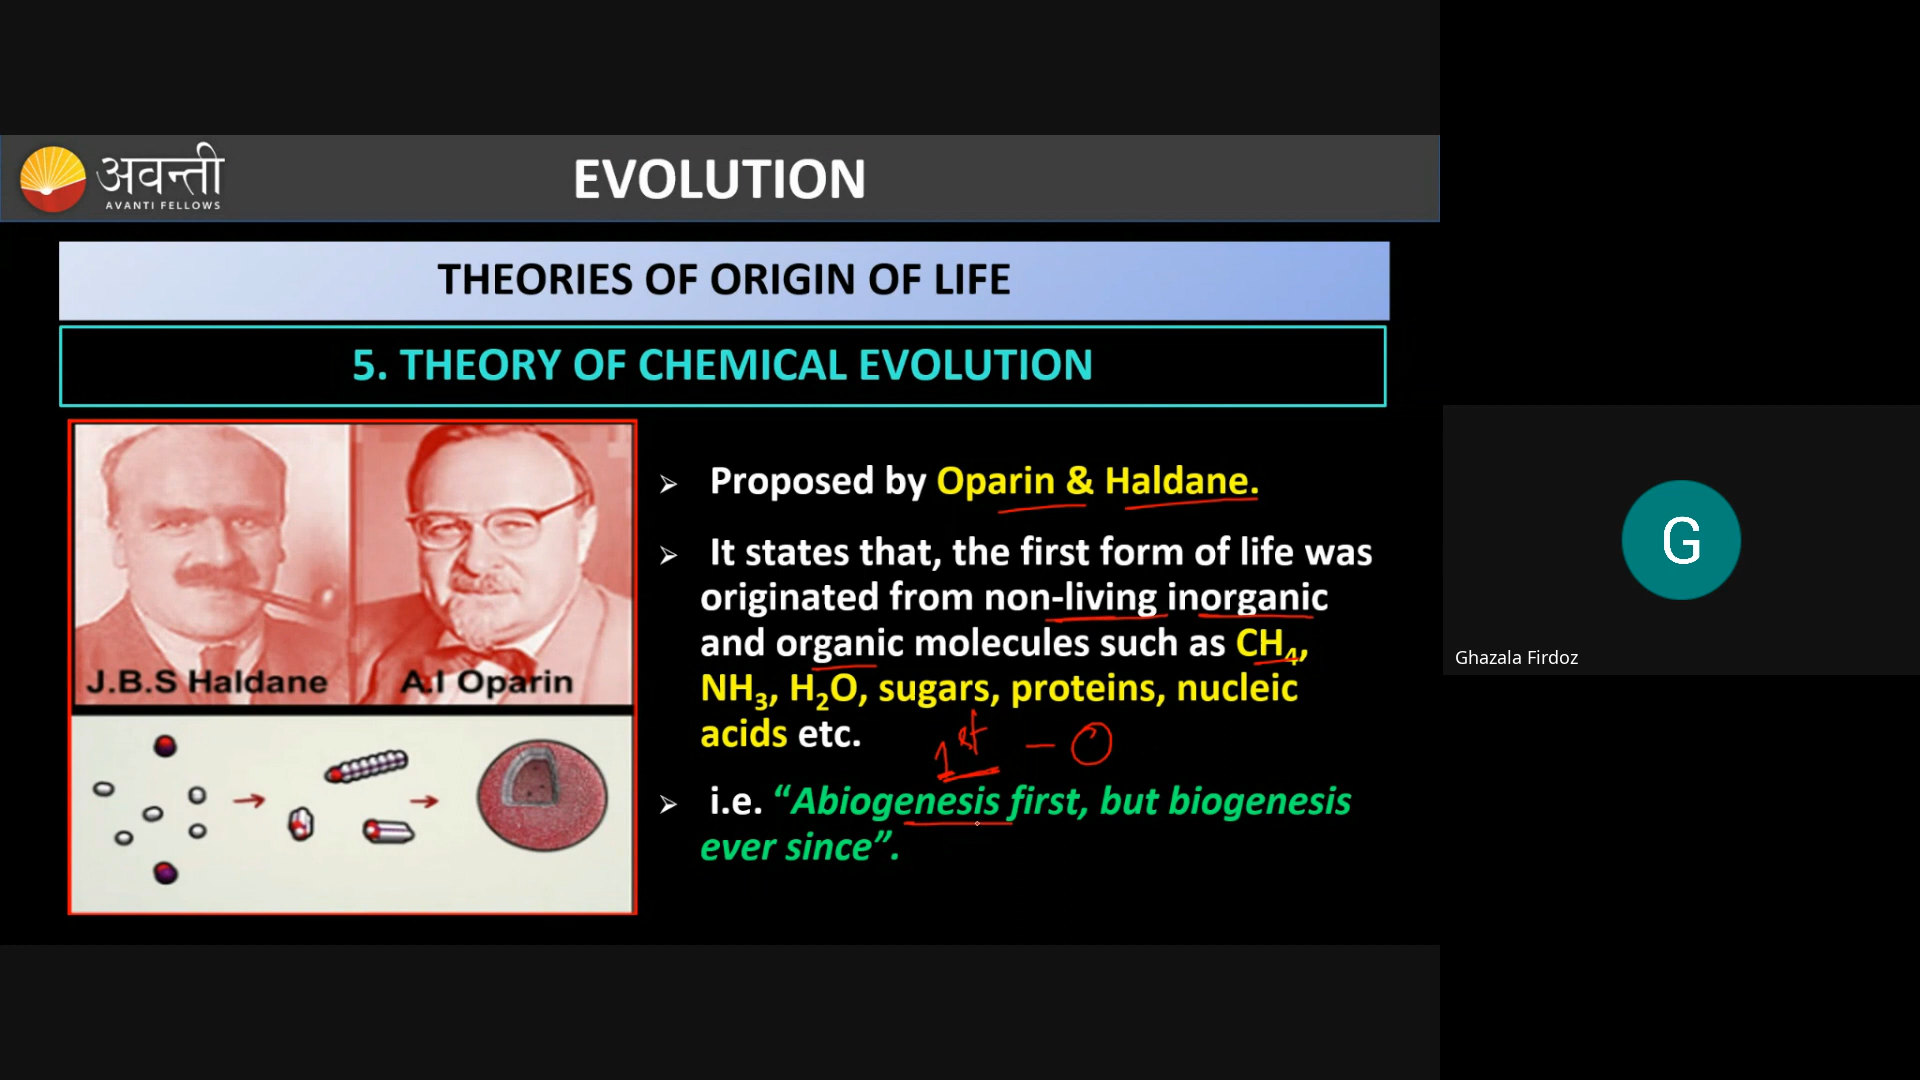 अवन्ती
AVANTI FELLOWS
EVOLUTION
THEORIES OF ORIGIN OF LIFE
5. THEORY OF CHEMICAL EVOLUTION
J.B.S Haldane
A.I Oparin
➢ Proposed by Oparin & Haldane.
➢ It states that, the first form of life was
originated from non-living inorganic
and organic molecules such as CH₄,
NH₃, H₂O, sugars, proteins, nucleic
acids etc.
1st – O
➢ i.e. “Abiogenesis first, but biogenesis
ever since”.
G
Ghazala Firdoz